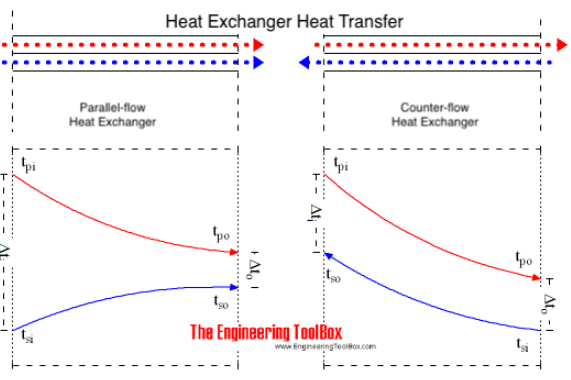 Heat Exchanger Heat Transfer
Parallel-flow
Heat Exchanger
Counter-flow
Heat Exchanger
tpi
tpo
Δto
tso
tsi
tpi
Δti
tso
tpo
Δto
tsi
The Engineering ToolBox
www.EngineeringToolBox.com